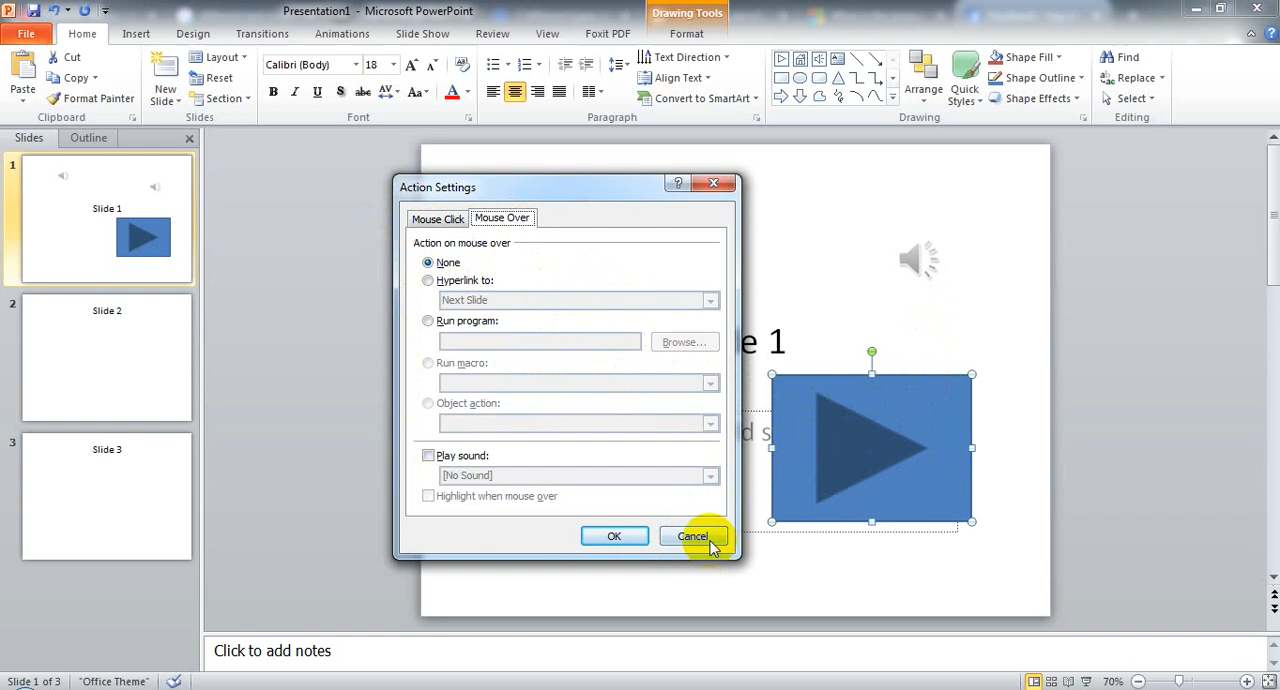 Presentation1 - Microsoft PowerPoint
Drawing Tools
File Home Insert Design Transitions Animations Slide Show Review View Foxit PDF Format
Paste
Cut
Copy
Format Painter
Clipboard
New Slide
Layout
Reset
Section
Slides
Calibri (Body) 18
B I U S abc AV Aa A
Font
Text Direction
Align Text
Convert to SmartArt
Paragraph
Arrange
Quick Styles
Shape Fill
Shape Outline
Shape Effects
Drawing
Find
Replace
Select
Editing
Slides Outline
1
Slide 1
2
Slide 2
3
Slide 3
Action Settings
Mouse Click Mouse Over
Action on mouse over
None
Hyperlink to:
Next Slide
Run program:
Browse...
Run macro:
Object action:
Play sound:
[No Sound]
Highlight when mouse over
OK Cancel
e 1
d s
Click to add notes
Slide 1 of 3 "Office Theme" 70%